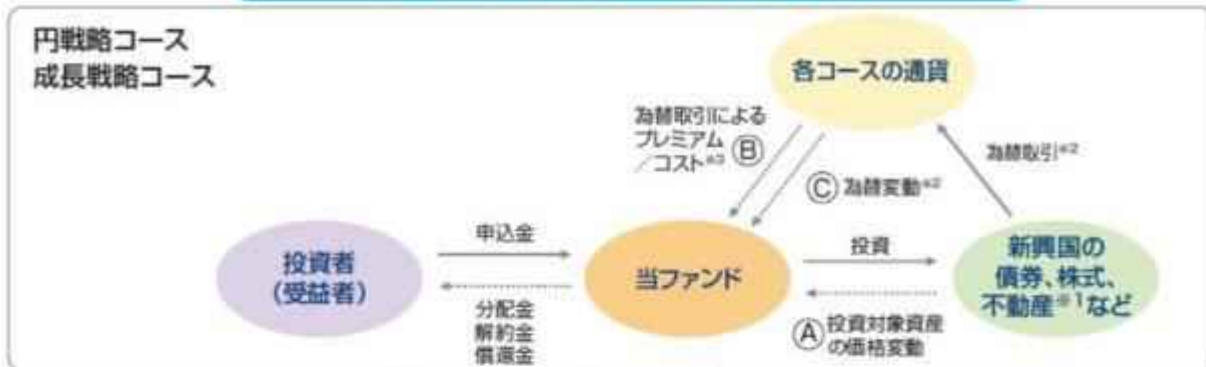 円戦略コース
成長戦略コース
各コースの通貨
為替取引による
プレミアム
／コスト※3 Ⓑ
為替取引※2
Ⓒ 為替変動※2
投資者
(受益者)
申込金
分配金
解約金
償還金
当ファンド
投資
Ⓐ 投資対象資産
の価格変動
新興国の
債券、株式、
不動産※1など